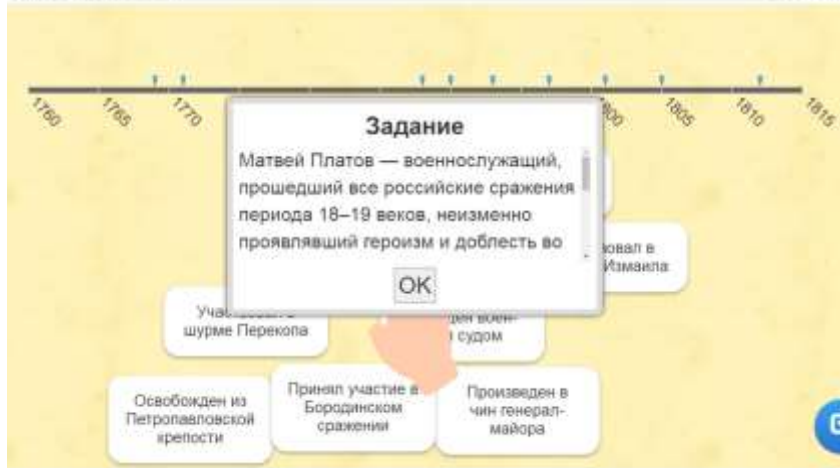 1760 1765 1770 1800 1805 1810 1815
Задание
Матвей Платов — военнослужащий,
прошедший все российские сражения
периода 18–19 веков, неизменно
проявлявший героизм и доблесть во
OK
овал в
Измаила
шурме Перекопа
судом
Освобожден из
Петропавловской
крепости
Принял участие в
Бородинском
сражении
Произведен в
чин генерал-
майора